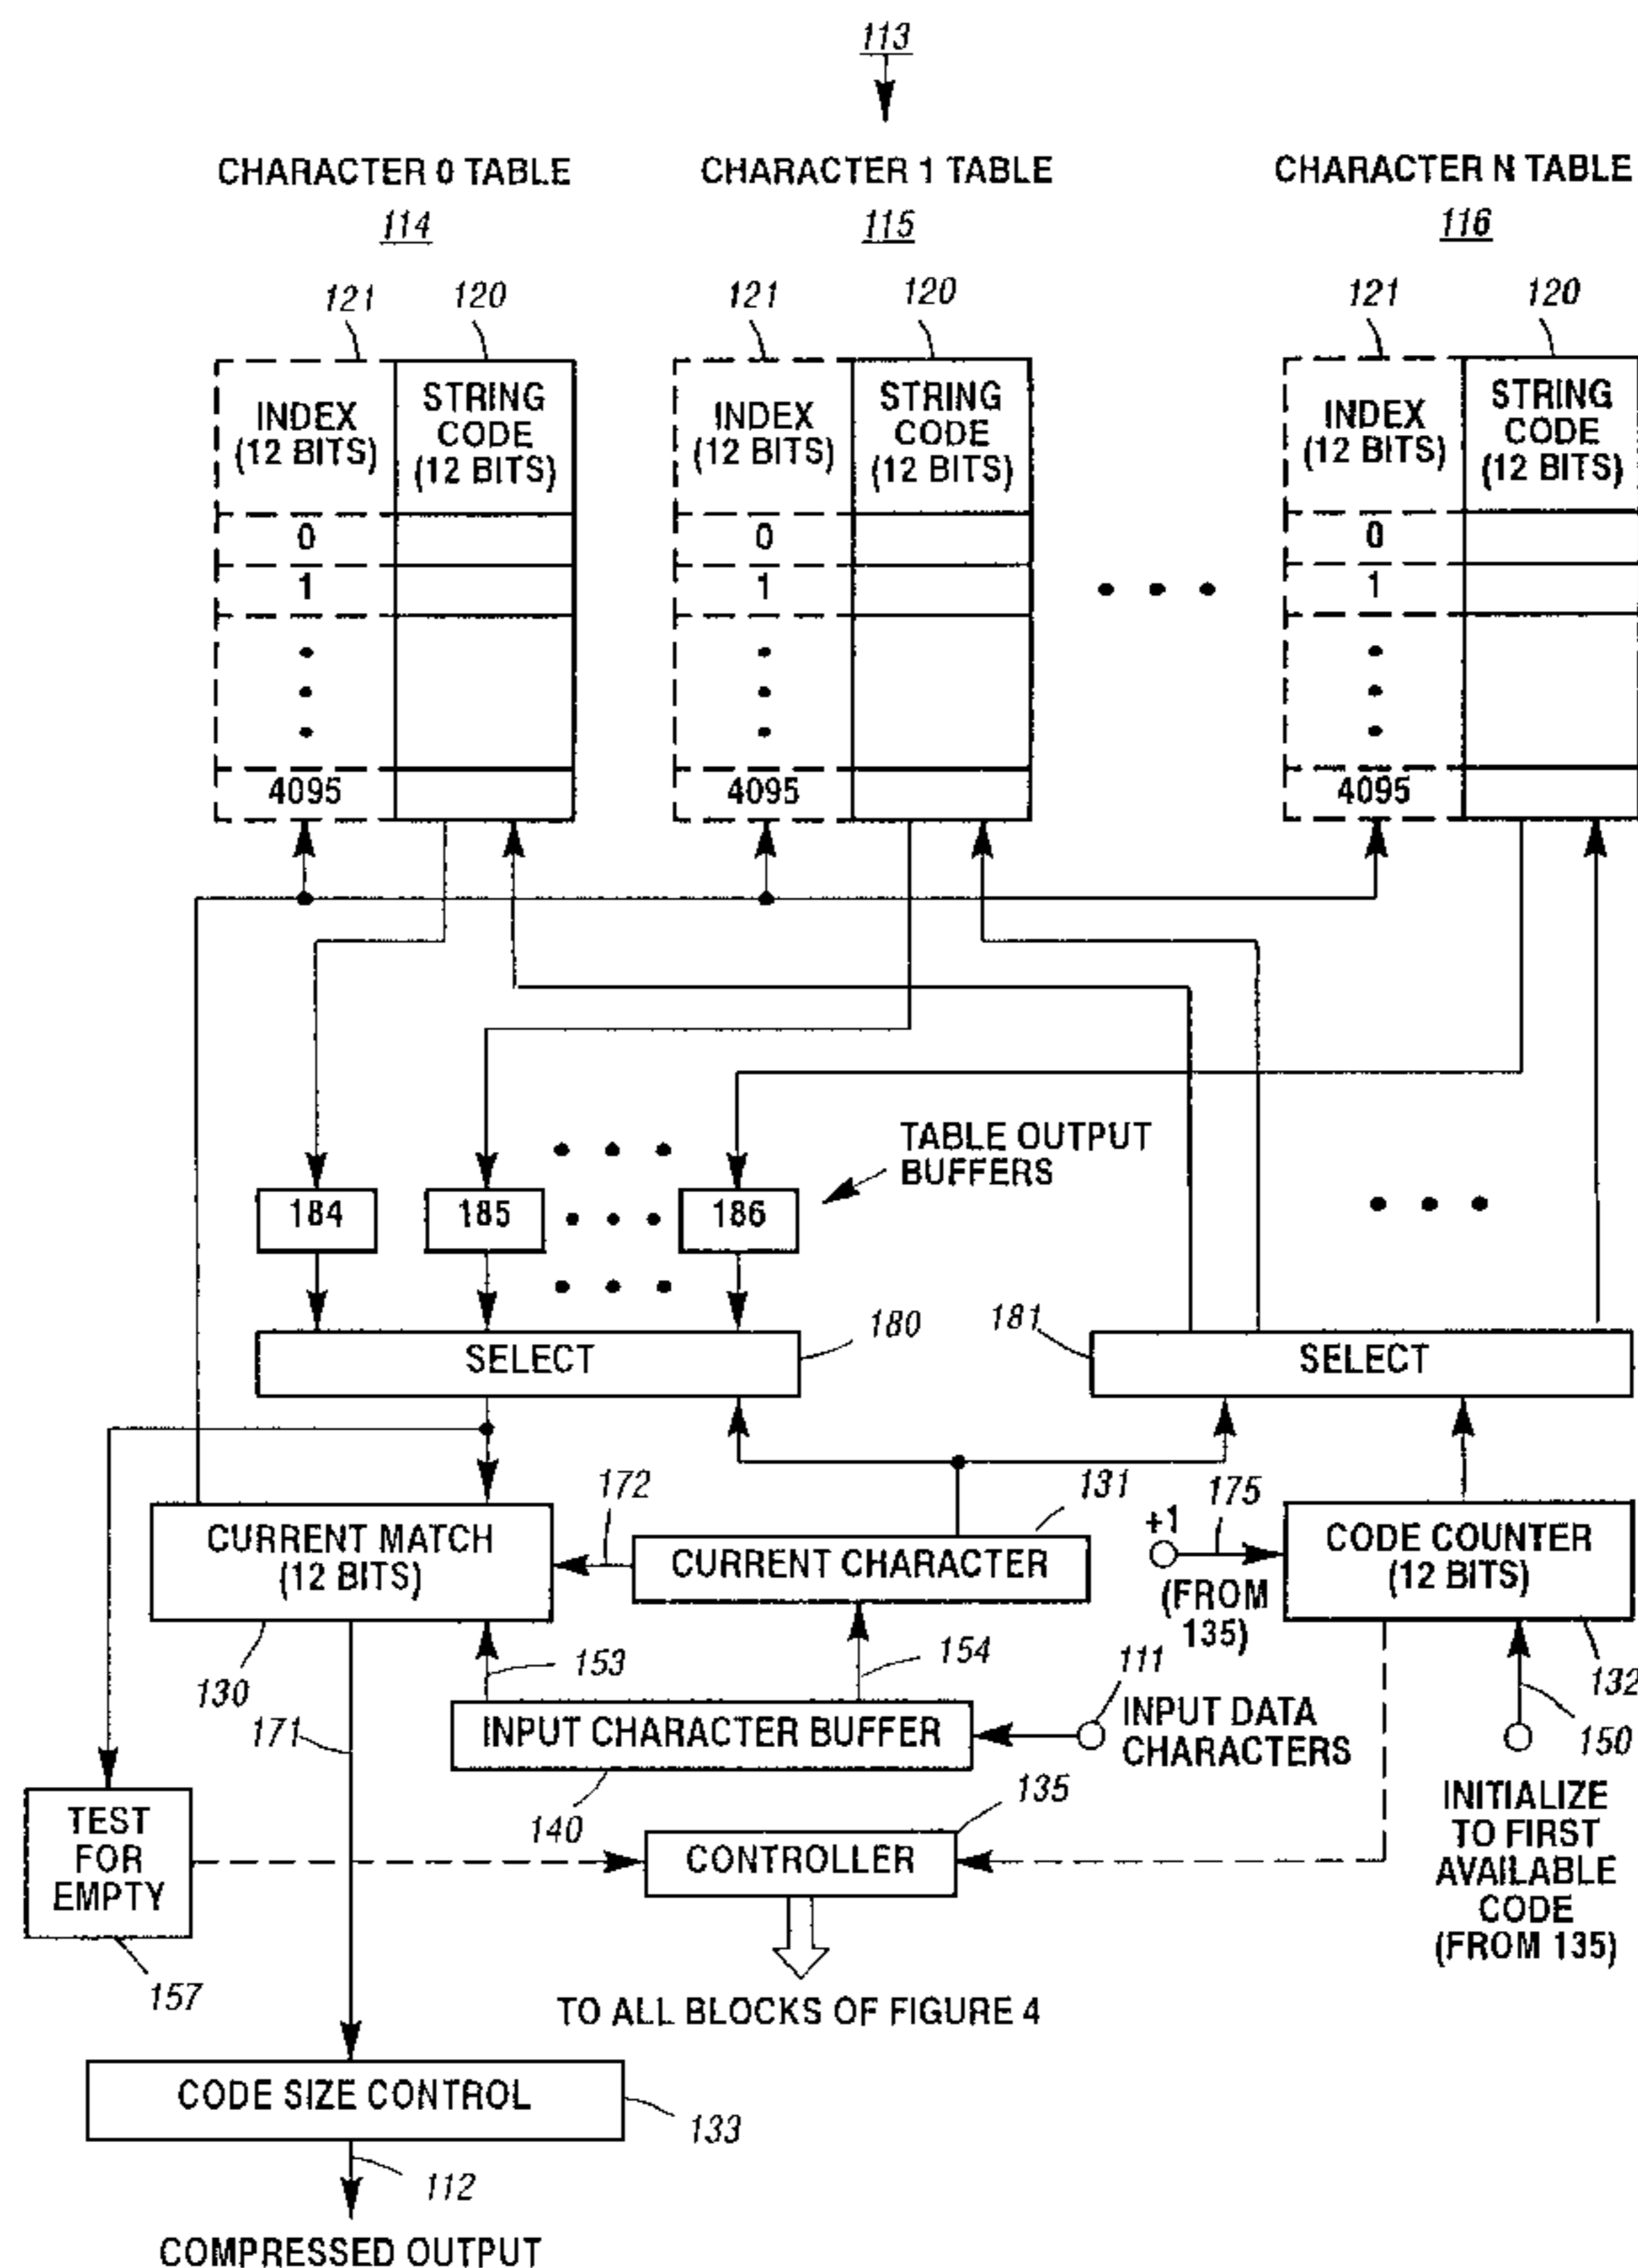 113
CHARACTER 0 TABLE
114
CHARACTER 1 TABLE
115
CHARACTER N TABLE
116
121
120
121
120
121
120
INDEX
(12 BITS)
STRING
CODE
(12 BITS)
INDEX
(12 BITS)
STRING
CODE
(12 BITS)
INDEX
(12 BITS)
STRING
CODE
(12 BITS)
0
0
0
1
1
1
4095
4095
4095
TABLE OUTPUT
BUFFERS
184
185
186
180
181
SELECT
SELECT
172
131
175
+1
(FROM
135)
CURRENT MATCH
(12 BITS)
CURRENT CHARACTER
CODE COUNTER
(12 BITS)
130
153
154
111
132
171
INPUT CHARACTER BUFFER
INPUT DATA
CHARACTERS
150
140
135
INITIALIZE
TO FIRST
AVAILABLE
CODE
(FROM 135)
TEST
FOR
EMPTY
CONTROLLER
157
TO ALL BLOCKS OF FIGURE 4
CODE SIZE CONTROL
133
112
COMPRESSED OUTPUT